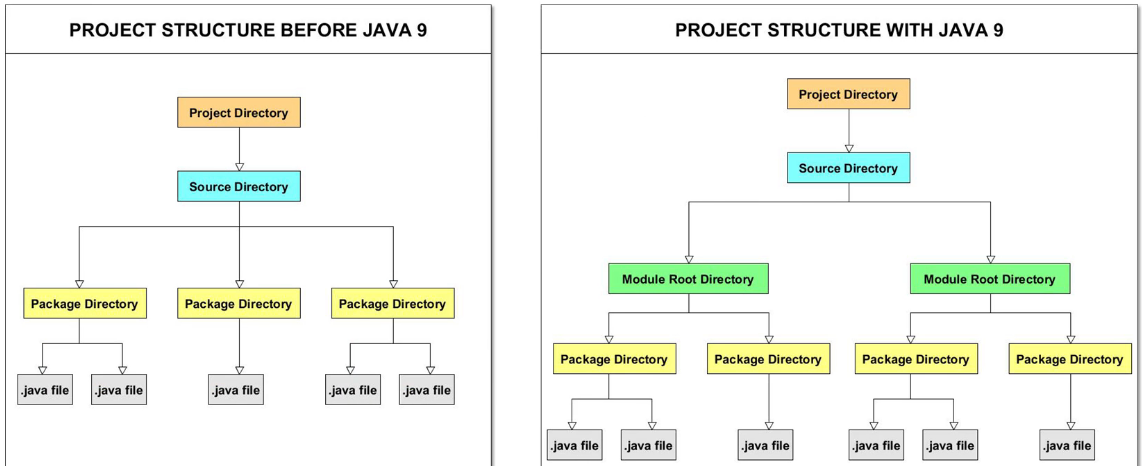 PROJECT STRUCTURE BEFORE JAVA 9
Project Directory
Source Directory
Package Directory
Package Directory
Package Directory
.java file
.java file
.java file
.java file
.java file
PROJECT STRUCTURE WITH JAVA 9
Project Directory
Source Directory
Module Root Directory
Module Root Directory
Package Directory
Package Directory
Package Directory
Package Directory
.java file
.java file
.java file
.java file
.java file
.java file